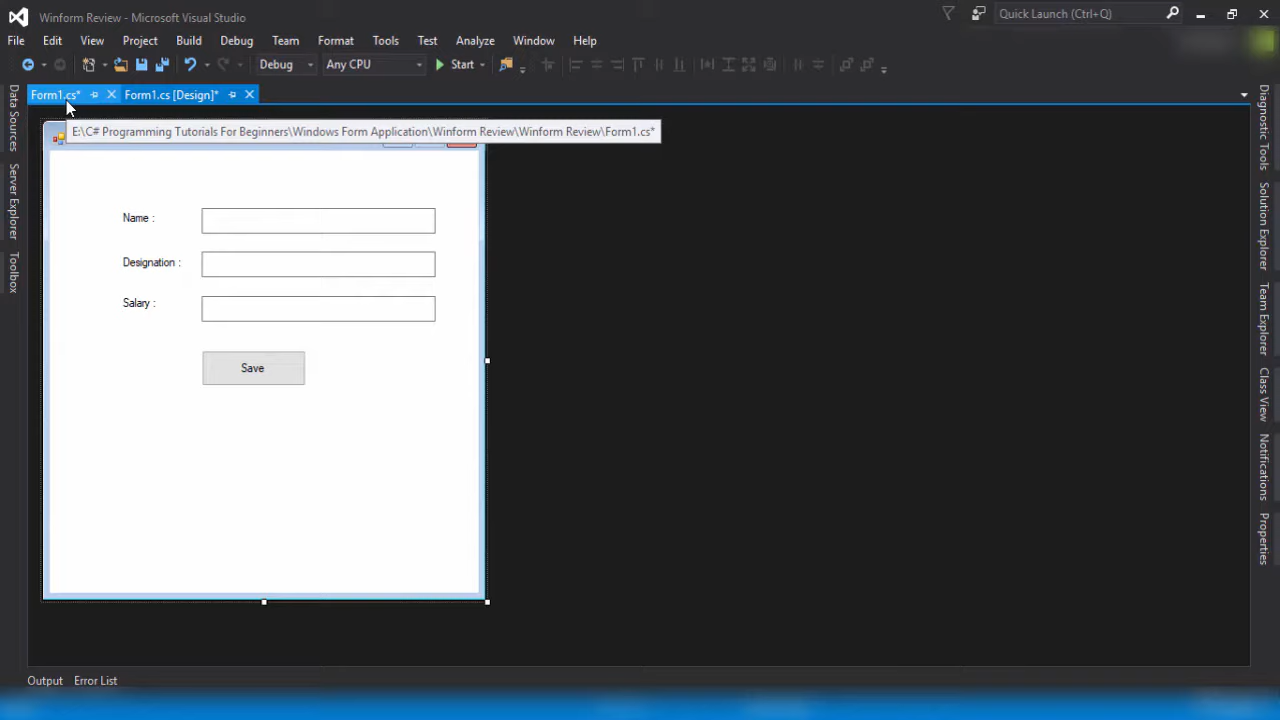 Winform Review - Microsoft Visual Studio
Quick Launch (Ctrl+Q)
File Edit View Project Build Debug Team Format Tools Test Analyze Window Help
Debug Any CPU Start
Form1.cs* Form1.cs [Design]*
E:\C# Programming Tutorials For Beginners\Windows Form Application\Winform Review\Winform Review\Form1.cs*
Data Sources
Server Explorer
Toolbox
Name :
Designation :
Salary :
Save
Diagnostic Tools
Solution Explorer
Team Explorer
Class View
Notifications
Properties
Output Error List